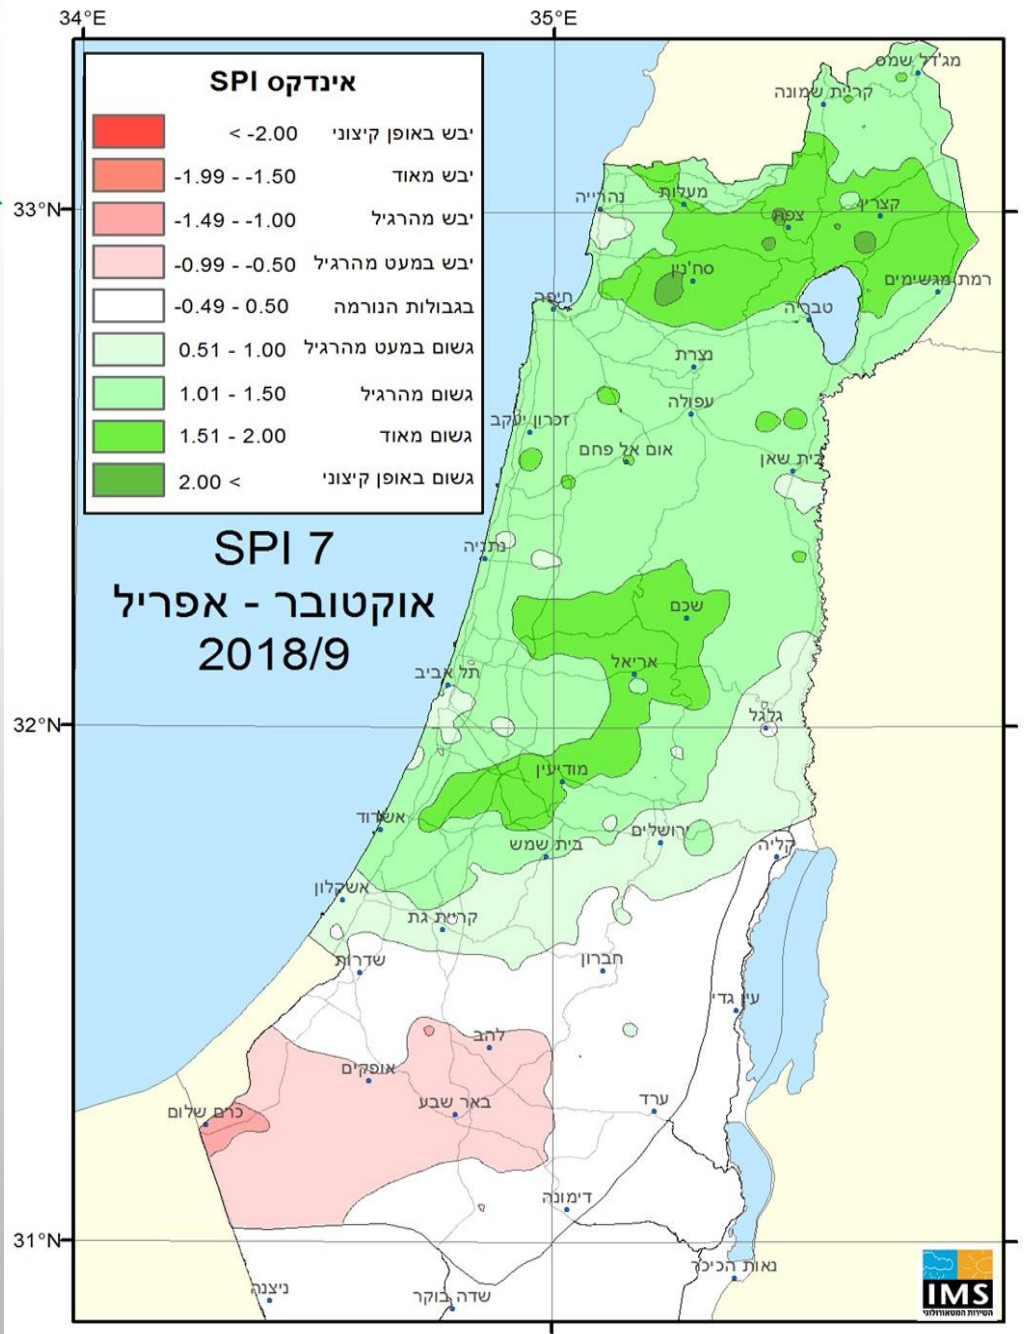 34°E
35°E
אינדקס SPI
יבש באופן קיצוני < -2.00
יבש מאוד -1.99 - -1.50
יבש מהרגיל -1.49 - -1.00
יבש במעט מהרגיל -0.99 - -0.50
בגבולות הנורמה -0.49 - 0.50
גשום במעט מהרגיל 0.51 - 1.00
גשום מהרגיל 1.01 - 1.50
גשום מאוד 1.51 - 2.00
גשום באופן קיצוני 2.00 <
SPI 7
אוקטובר - אפריל
2018/9
33°N
32°N
31°N
מג'דל שמס
קריית שמונה
נהרייה
מעלות
צפת
קצרין
סח'נין
רמת מגשימים
חיפה
טבריה
נצרת
עפולה
זכרון יעקב
אום אל פחם
בית שאן
נתניה
שכם
אריאל
תל אביב
גלגל
מודיעין
אשדוד
ירושלים
בית שמש
קליה
אשקלון
קריית גת
שדרות
חברון
עין גדי
להב
אופקים
באר שבע
ערד
כרם שלום
דימונה
נאות הכיכר
ניצנה
שדה בוקר
IMS
השירות המטאורולוגי